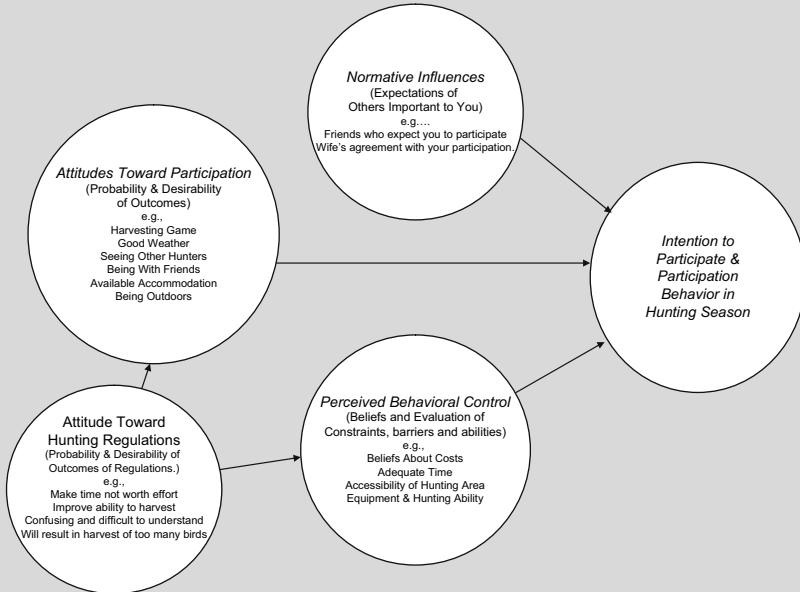 Normative Influences
(Expectations of
Others Important to You)
e.g….
Friends who expect you to participate
Wife's agreement with your participation.
Attitudes Toward Participation
(Probability & Desirability
of Outcomes)
e.g.,
Harvesting Game
Good Weather
Seeing Other Hunters
Being With Friends
Available Accommodation
Being Outdoors
Intention to
Participate &
Participation
Behavior in
Hunting Season
Attitude Toward
Hunting Regulations
(Probability & Desirability of
Outcomes of Regulations.)
e.g.,
Make time not worth effort
Improve ability to harvest
Confusing and difficult to understand
Will result in harvest of too many birds
Perceived Behavioral Control
(Beliefs and Evaluation of
Constraints, barriers and abilities)
e.g.,
Beliefs About Costs
Adequate Time
Accessibility of Hunting Area
Equipment & Hunting Ability